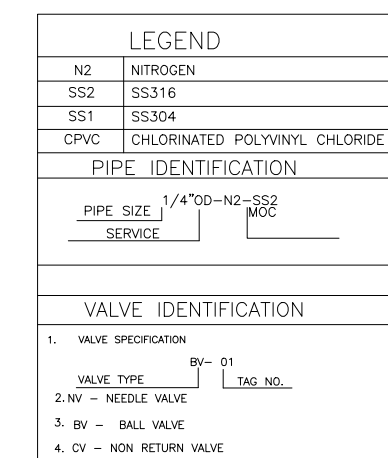 LEGEND
N2 NITROGEN
SS2 SS316
SS1 SS304
CPVC CHLORINATED POLYVINYL CHLORIDE
PIPE IDENTIFICATION
1/4"OD-N2-SS2
PIPE SIZE MOC
SERVICE
VALVE IDENTIFICATION
1. VALVE SPECIFICATION
BV- 01
VALVE TYPE TAG NO.
2. NV - NEEDLE VALVE
3. BV - BALL VALVE
4. CV - NON RETURN VALVE